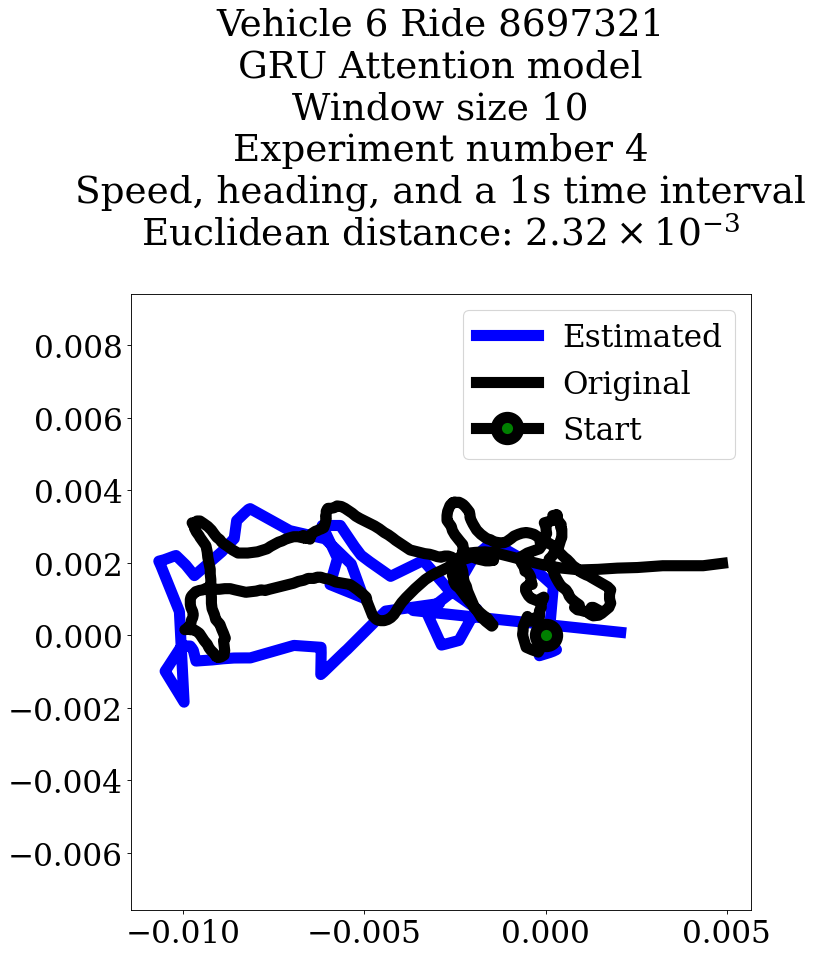 Vehicle 6 Ride 8697321
GRU Attention model
Window size 10
Experiment number 4
Speed, heading, and a 1s time interval
Euclidean distance: 2.32 × 10⁻³
Estimated
Original
Start
0.008
0.006
0.004
0.002
0.000
−0.002
−0.004
−0.006
−0.010 −0.005 0.000 0.005